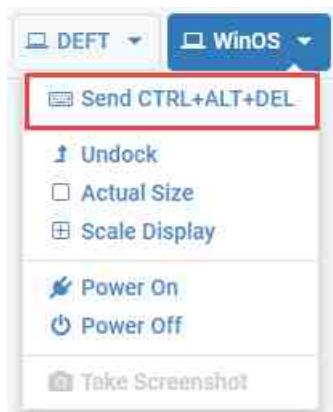 DEFT WinOS
Send CTRL+ALT+DEL
Undock
Actual Size
Scale Display
Power On
Power Off
Take Screenshot